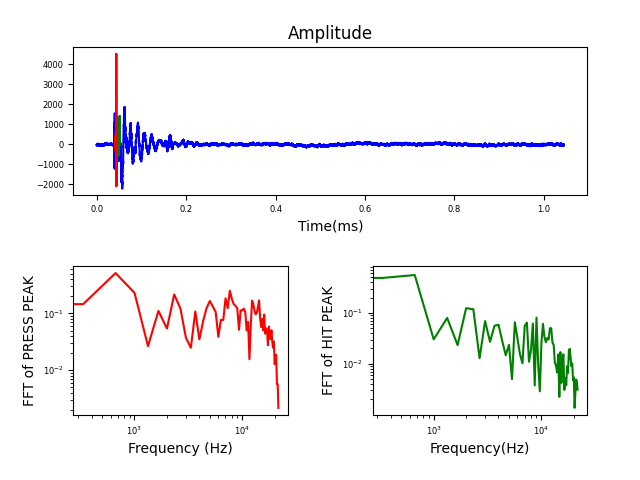 Amplitude
4000
3000
2000
1000
0
−1000
−2000
0.0 0.2 0.4 0.6 0.8 1.0
Time(ms)
FFT of PRESS PEAK
10⁻¹
10⁻²
10³ 10⁴
Frequency (Hz)
FFT of HIT PEAK
10⁻¹
10⁻²
10³ 10⁴
Frequency(Hz)